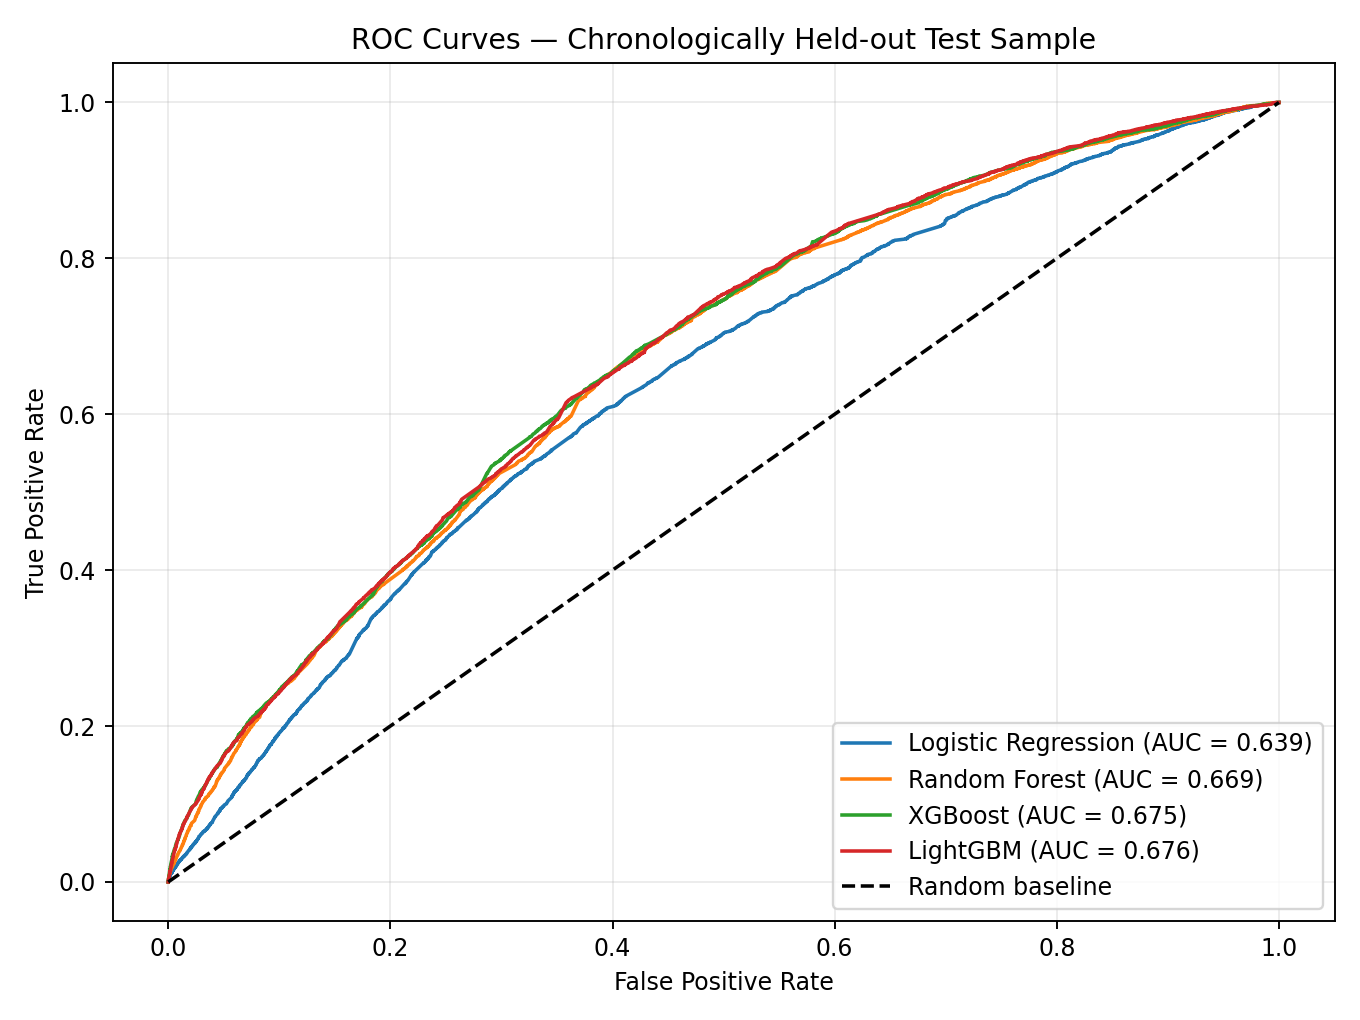 ROC Curves — Chronologically Held-out Test Sample
True Positive Rate
1.0
0.8
0.6
0.4
0.2
0.0
Logistic Regression (AUC = 0.639)
Random Forest (AUC = 0.669)
XGBoost (AUC = 0.675)
LightGBM (AUC = 0.676)
Random baseline
0.0 0.2 0.4 0.6 0.8 1.0
False Positive Rate